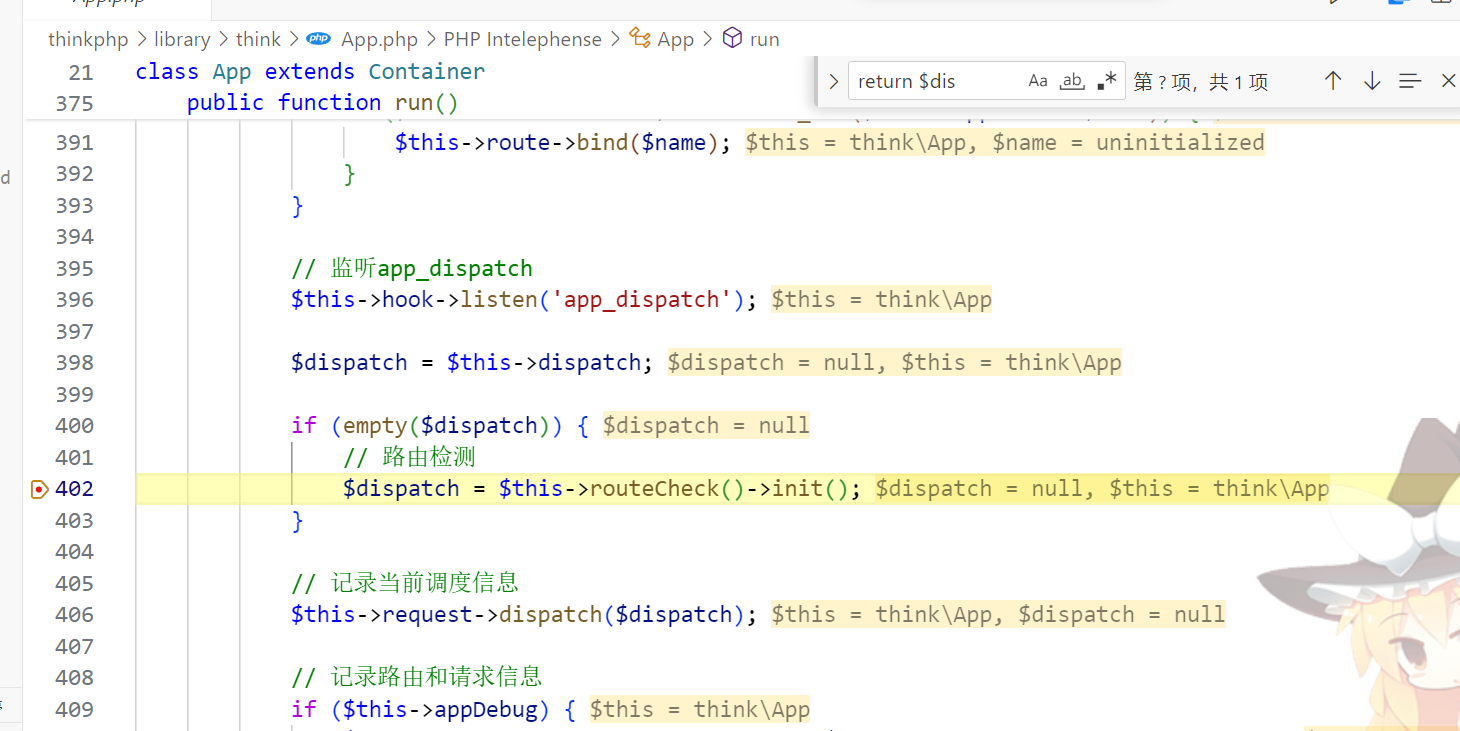 App.php
thinkphp > library > think > php App.php > PHP Intelephense > App > run
21 class App extends Container
375 public function run()
return $dis Aa ab .* 第 ? 项，共 1 项
391 $this->route->bind($name); $this = think\App, $name = uninitialized
392 }
393 }
394
395 // 监听app_dispatch
396 $this->hook->listen('app_dispatch'); $this = think\App
397
398 $dispatch = $this->dispatch; $dispatch = null, $this = think\App
399
400 if (empty($dispatch)) { $dispatch = null
401 // 路由检测
402 $dispatch = $this->routeCheck()->init(); $dispatch = null, $this = think\App
403 }
404
405 // 记录当前调度信息
406 $this->request->dispatch($dispatch); $this = think\App, $dispatch = null
407
408 // 记录路由和请求信息
409 if ($this->appDebug) { $this = think\App
d